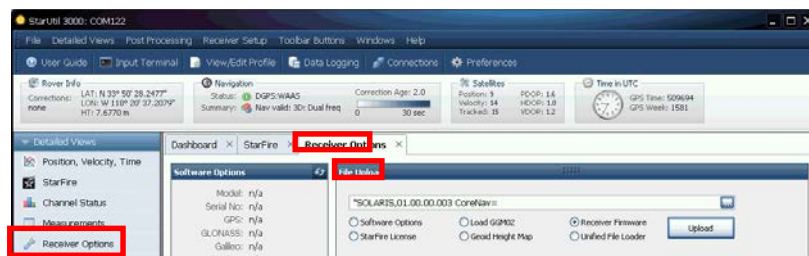 StarUtil 3000: COM122
File Detailed Views Post Processing Receiver Setup Toolbar Buttons Windows Help
User Guide Input Terminal View/Edit Profile Data Logging Connections Preferences
Rover Info
Corrections: none
LAT: N 33° 50' 28.2477"
LON: W 118° 20' 37.2079"
HT: 7.6770 m
Navigation
Status: DGPS:WAAS
Summary: Nav valid: 3D: Dual freq
Correction Age: 2.0
0 30 sec
Satellites
Position: 9 PDOP: 1.6
Velocity: 14 HDOP: 1.0
Tracked: 15 VDOP: 1.2
Time in UTC
GPS Time: 509694
GPS Week: 1581
Detailed Views
Position, Velocity, Time
StarFire
Channel Status
Measurements
Receiver Options
Dashboard × StarFire × Receiver Options ×
Software Options
Model: n/a
Serial No: n/a
GPS: n/a
GLONASS: n/a
Galileo: n/a
File Upload
"SOLARIS,01.00.00.003 CoreNav=
Software Options Load GGM02 Receiver Firmware
StarFire License Geoid Height Map Unified File Loader
Upload